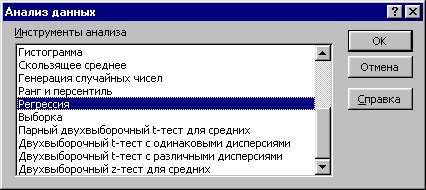 Анализ данных
Инструменты анализа
Гистограмма
Скользящее среднее
Генерация случайных чисел
Ранг и персентиль
Регрессия
Выборка
Парный двухвыборочный t-тест для средних
Двухвыборочный t-тест с одинаковыми дисперсиями
Двухвыборочный t-тест с различными дисперсиями
Двухвыборочный z-тест для средних
OK
Отмена
Справка